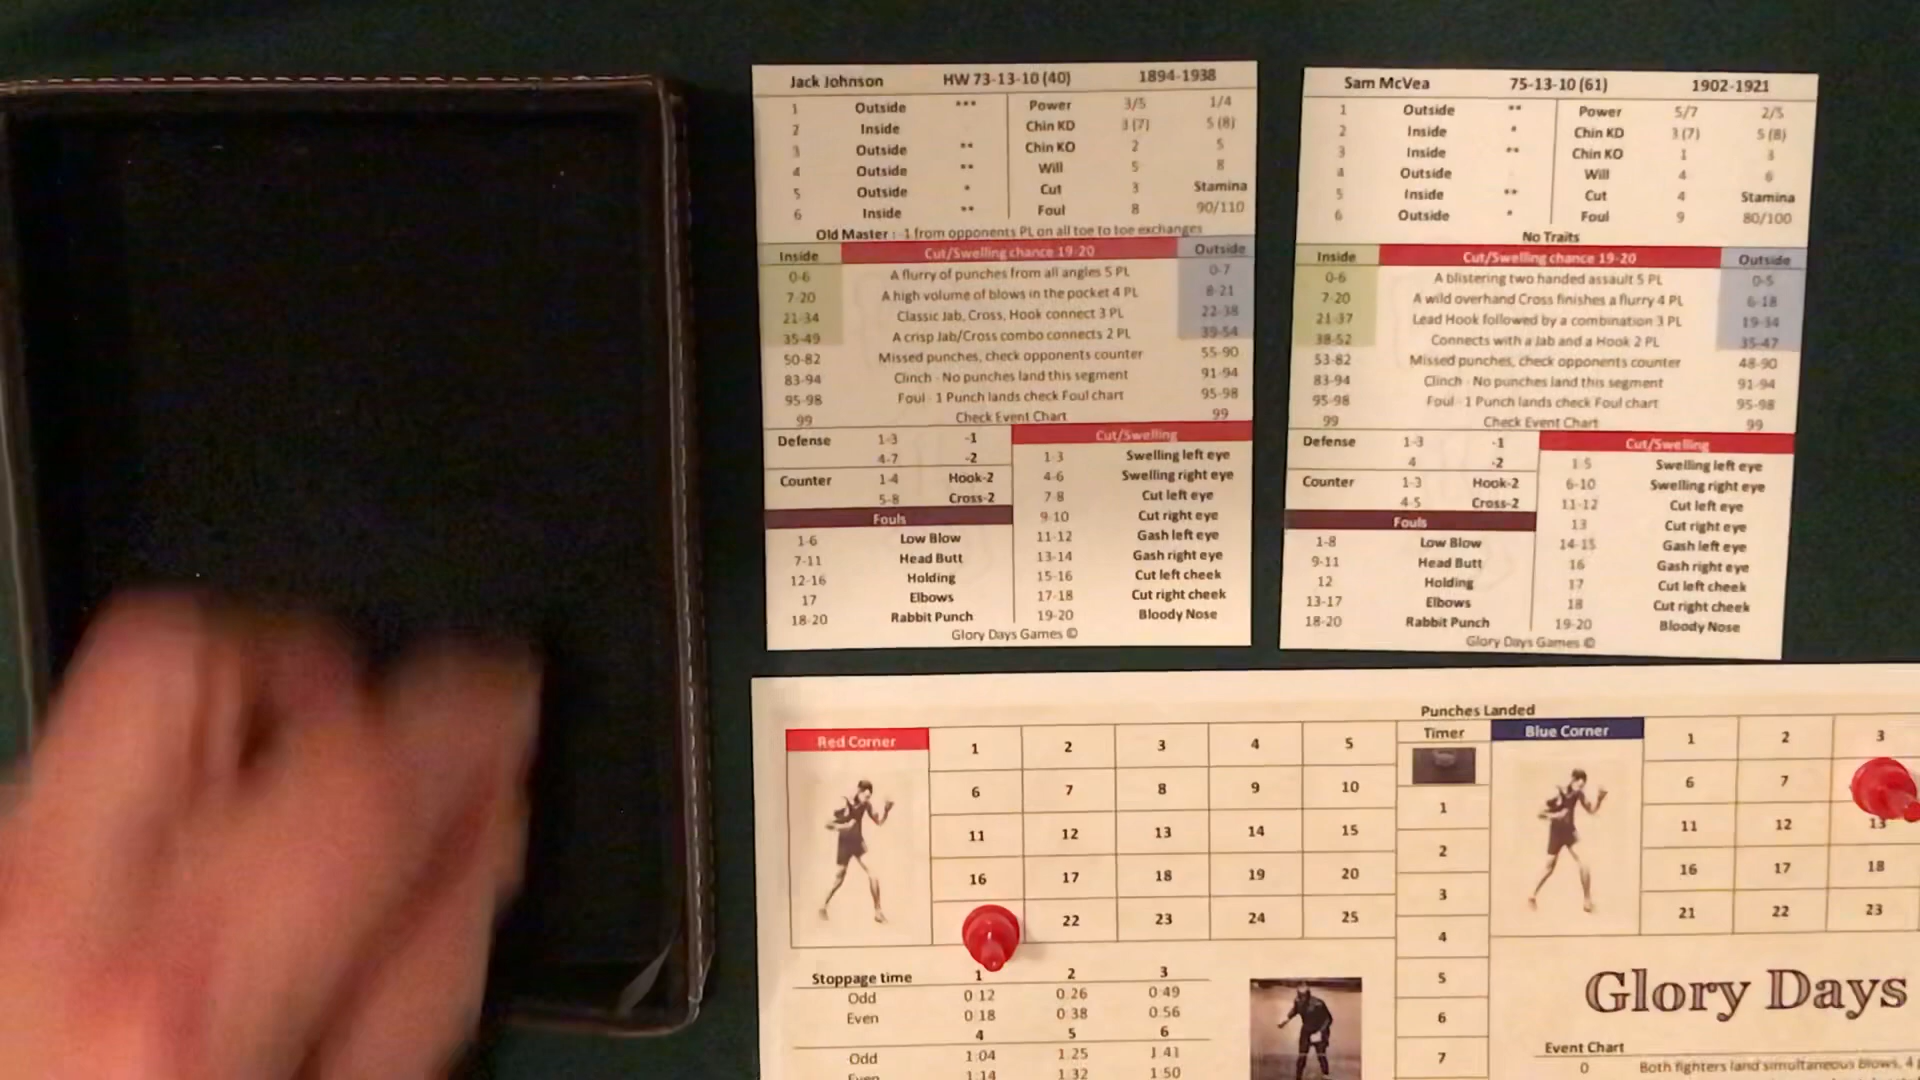 Jack Johnson HW 73-13-10 (40) 1894-1938
1 Outside *** Power 3/5 1/4
2 Inside Chin KD 3 (7) 5 (8)
3 Outside ** Chin KO 2 5
4 Outside ** Will 5 8
5 Outside * Cut 3 Stamina
6 Inside ** Foul 8 90/110
Old Master : -1 from opponents PL on all toe to toe exchanges
Inside Cut/Swelling chance 19-20 Outside
0-6 A flurry of punches from all angles 5 PL 0-7
7-20 A high volume of blows in the pocket 4 PL 8-21
21-34 Classic Jab, Cross, Hook connect 3 PL 22-38
35-49 A crisp Jab/Cross combo connects 2 PL 39-54
50-82 Missed punches, check opponents counter 55-90
83-94 Clinch - No punches land this segment 91-94
95-98 Foul - 1 Punch lands check Foul chart 95-98
99 Check Event Chart 99
Defense 1-3 -1 Cut/Swelling
4-7 -2 1-3 Swelling left eye
Counter 1-4 Hook-2 4-6 Swelling right eye
5-8 Cross-2 7-8 Cut left eye
Fouls 9-10 Cut right eye
1-6 Low Blow 11-12 Gash left eye
7-11 Head Butt 13-14 Gash right eye
12-16 Holding 15-16 Cut left cheek
17 Elbows 17-18 Cut right cheek
18-20 Rabbit Punch 19-20 Bloody Nose
Glory Days Games ©
Sam McVea 75-13-10 (61) 1902-1921
1 Outside ** Power 5/7 2/5
2 Inside * Chin KD 3 (7) 5 (8)
3 Inside ** Chin KO 1 3
4 Outside Will 4 6
5 Inside ** Cut 4 Stamina
6 Outside * Foul 9 80/100
No Traits
Inside Cut/Swelling chance 19-20 Outside
0-6 A blistering two handed assault 5 PL 0-5
7-20 A wild overhand Cross finishes a flurry 4 PL 6-18
21-37 Lead Hook followed by a combination 3 PL 19-34
38-52 Connects with a Jab and a Hook 2 PL 35-47
53-82 Missed punches, check opponents counter 48-90
83-94 Clinch - No punches land this segment 91-94
95-98 Foul - 1 Punch lands check Foul chart 95-98
99 Check Event Chart 99
Defense 1-3 -1 Cut/Swelling
4 -2 1-5 Swelling left eye
Counter 1-3 Hook-2 6-10 Swelling right eye
4-5 Cross-2 11-12 Cut left eye
Fouls 13 Cut right eye
1-8 Low Blow 14-15 Gash left eye
9-11 Head Butt 16 Gash right eye
12 Holding 17 Cut left cheek
13-17 Elbows 18 Cut right cheek
18-20 Rabbit Punch 19-20 Bloody Nose
Glory Days Games ©
Punches Landed
Red Corner 1 2 3 4 5 Timer Blue Corner 1 2 3
6 7 8 9 10 1 6 7
11 12 13 14 15 2 11 12 13
16 17 18 19 20 3 16 17 18
22 23 24 25 4 21 22 23
Stoppage time 1 2 3 5
Odd 0 12 0 26 0 49
Even 0 18 0 38 0 56 6
4 5 6
Odd 1:04 1 25 1 41 7
Even 1:14 1 32 1 50
Glory Days
Event Chart
0 Both fighters land simultaneous blows, 4